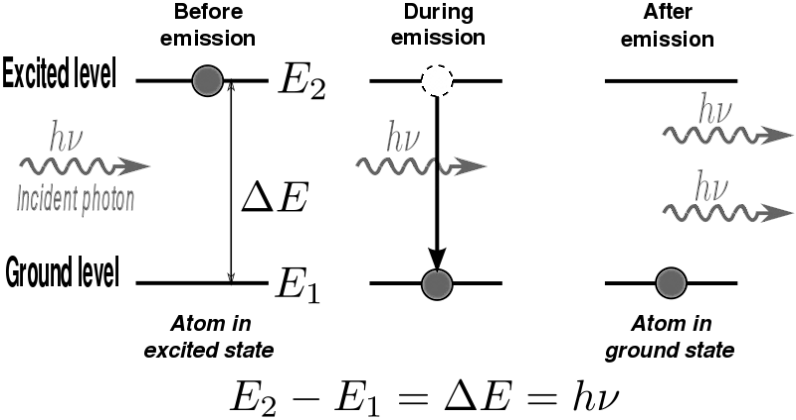 Before
emission
During
emission
After
emission
Excited level
E₂
hν
Incident photon
ΔE
hν
hν
hν
Ground level
E₁
Atom in
excited state
Atom in
ground state
E₂ − E₁ = ΔE = hν